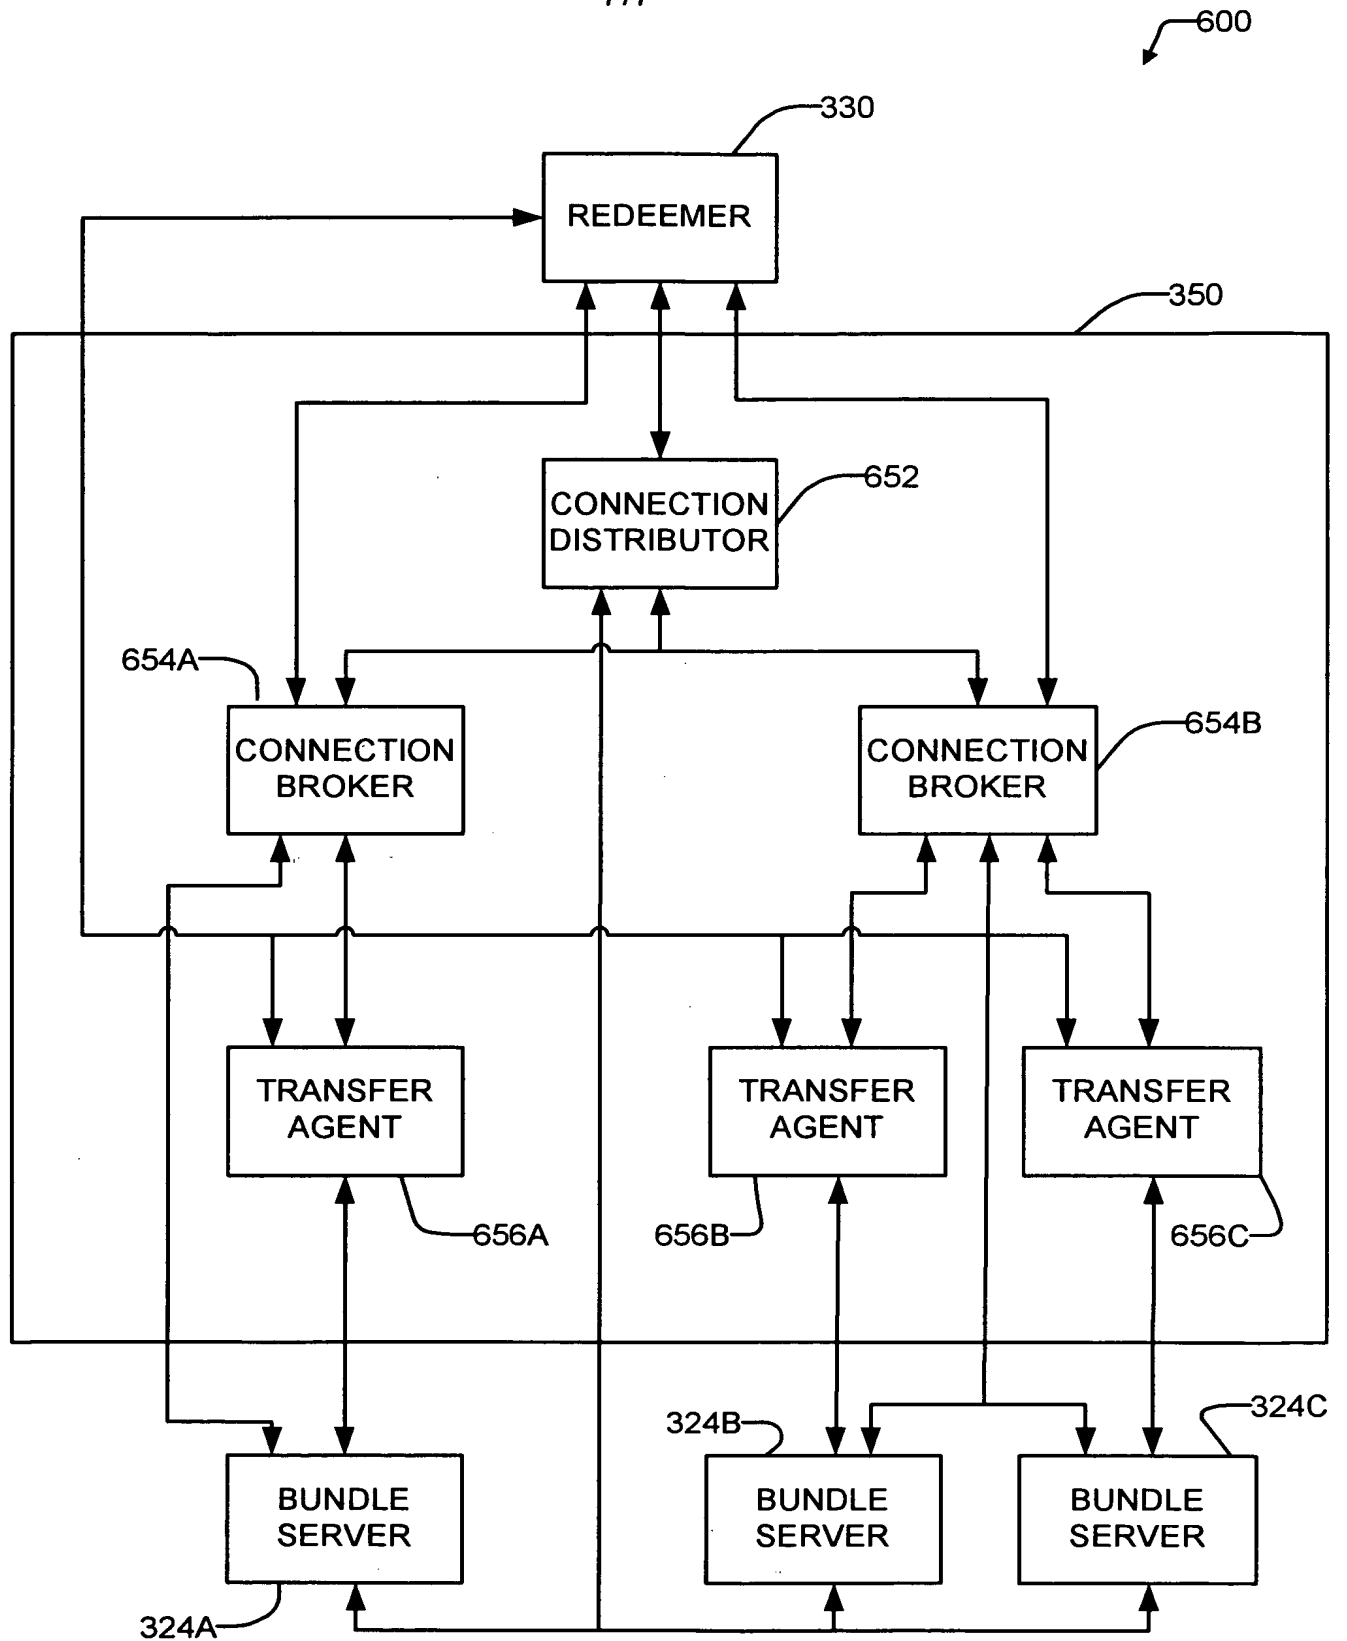 600
330
REDEEMER
350
CONNECTION
DISTRIBUTOR
652
654A
CONNECTION
BROKER
CONNECTION
BROKER
654B
TRANSFER
AGENT
TRANSFER
AGENT
TRANSFER
AGENT
656A
656B
656C
324B
324C
BUNDLE
SERVER
BUNDLE
SERVER
BUNDLE
SERVER
324A